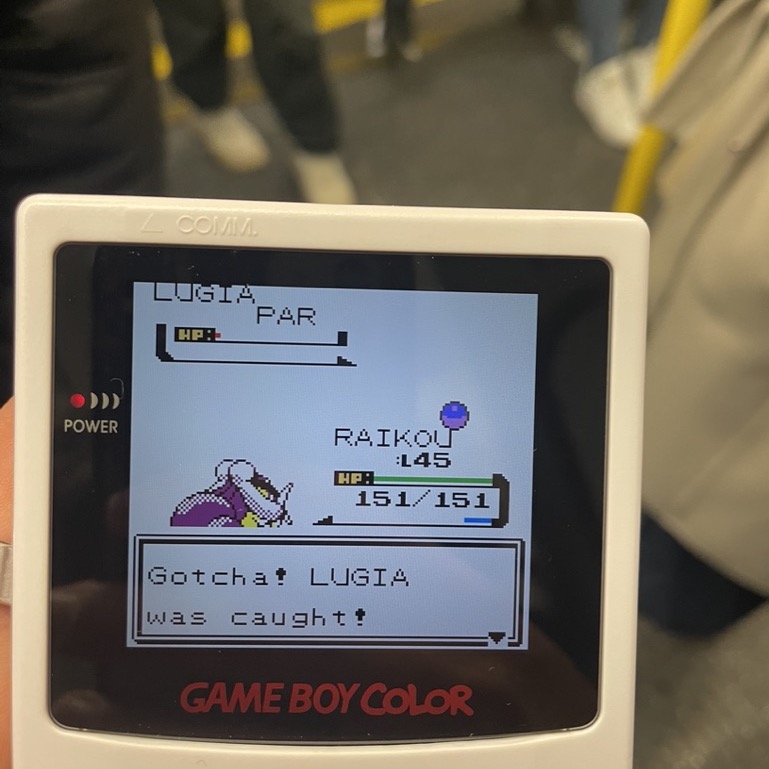 COMM.
LUGIA
PAR
HP:
POWER
RAIKOU
:L45
HP:
151/151
Gotcha! LUGIA
was caught!
GAME BOY COLOR